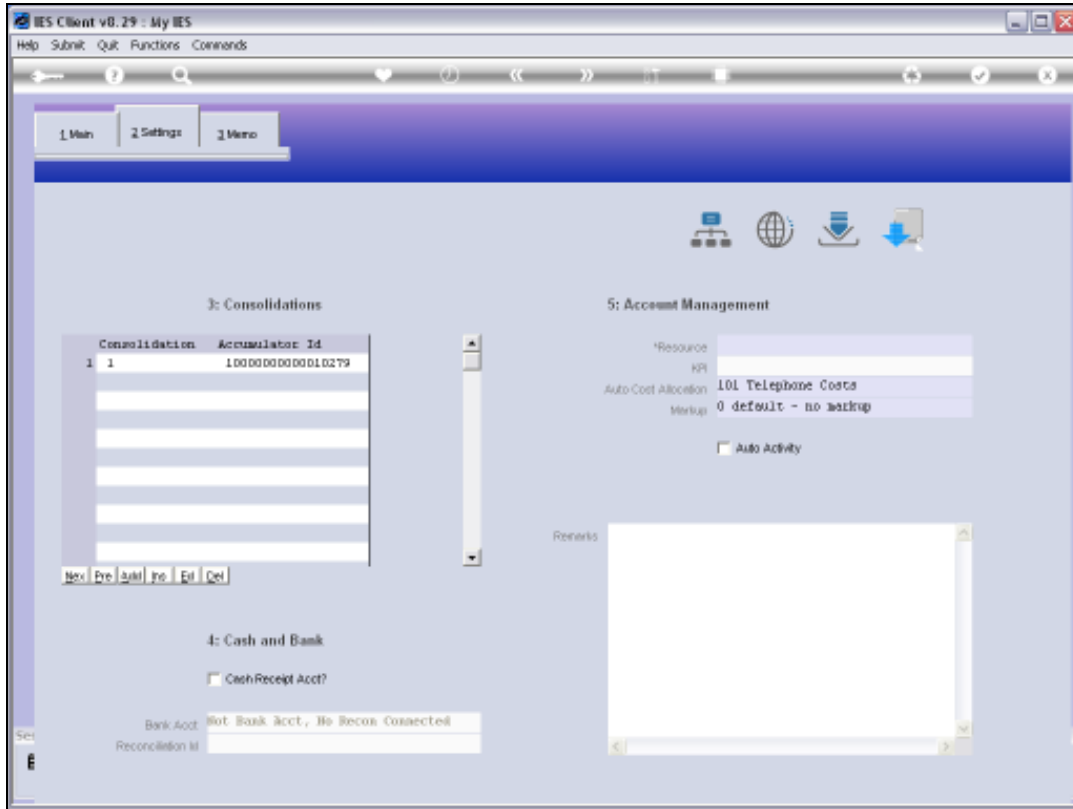 IES Client v8.29 : My IES
Help Submit Quit Functions Commands
1 Main
2 Settings
3 Memo
3: Consolidations
Consolidation Accumulator Id
1 1 10000000000010279
Nex Pre Add Ins Ed Del
4: Cash and Bank
Cash Receipt Acct?
Bank Acct Not Bank Acct, No Recon Connected
Reconciliation Id
5: Account Management
*Resource
KPI
Auto Cost Allocation 101 Telephone Costs
Markup 0 default - no markup
Auto Activity
Remarks